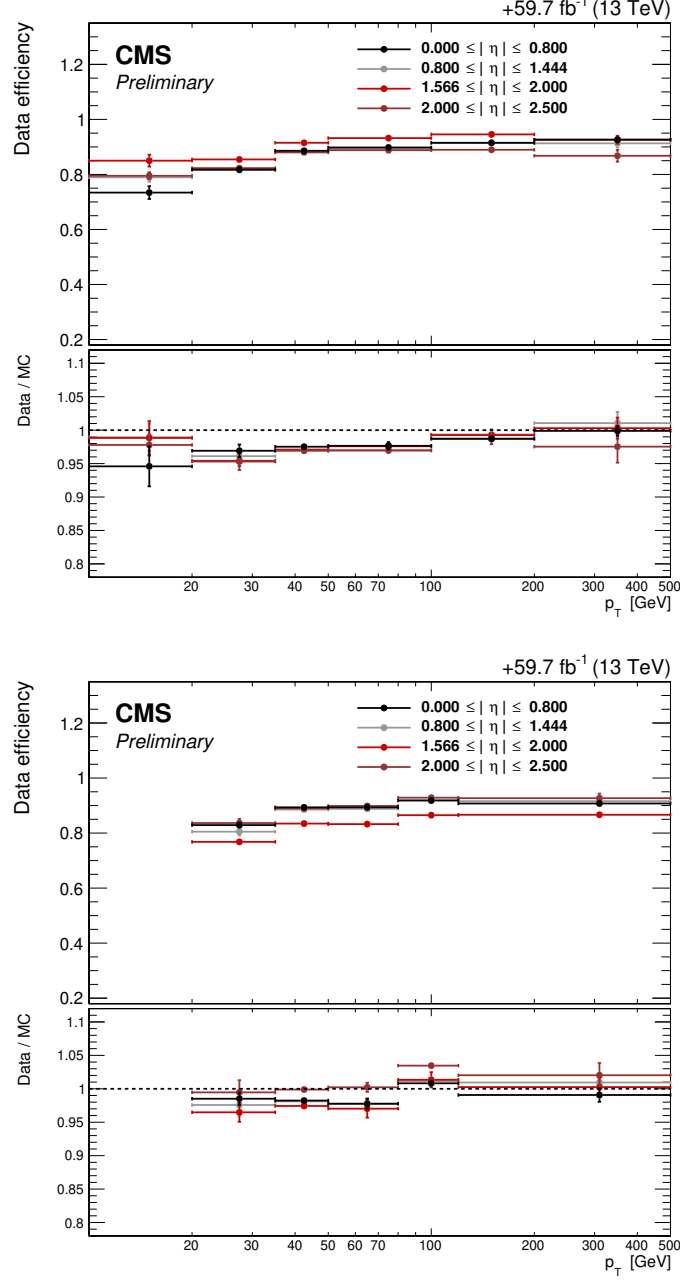 +59.7 fb⁻¹ (13 TeV)
CMS
Preliminary
0.000 ≤ | η | ≤ 0.800
0.800 ≤ | η | ≤ 1.444
1.566 ≤ | η | ≤ 2.000
2.000 ≤ | η | ≤ 2.500
Data efficiency
1.2
1
0.8
0.6
0.4
0.2
Data / MC
1.1
1.05
1
0.95
0.9
0.85
0.8
20 30 40 50 60 70 100 200 300 400 500
p_T [GeV]
+59.7 fb⁻¹ (13 TeV)
CMS
Preliminary
0.000 ≤ | η | ≤ 0.800
0.800 ≤ | η | ≤ 1.444
1.566 ≤ | η | ≤ 2.000
2.000 ≤ | η | ≤ 2.500
Data efficiency
1.2
1
0.8
0.6
0.4
0.2
Data / MC
1.1
1.05
1
0.95
0.9
0.85
0.8
20 30 40 50 60 70 100 200 300 400 500
p_T [GeV]